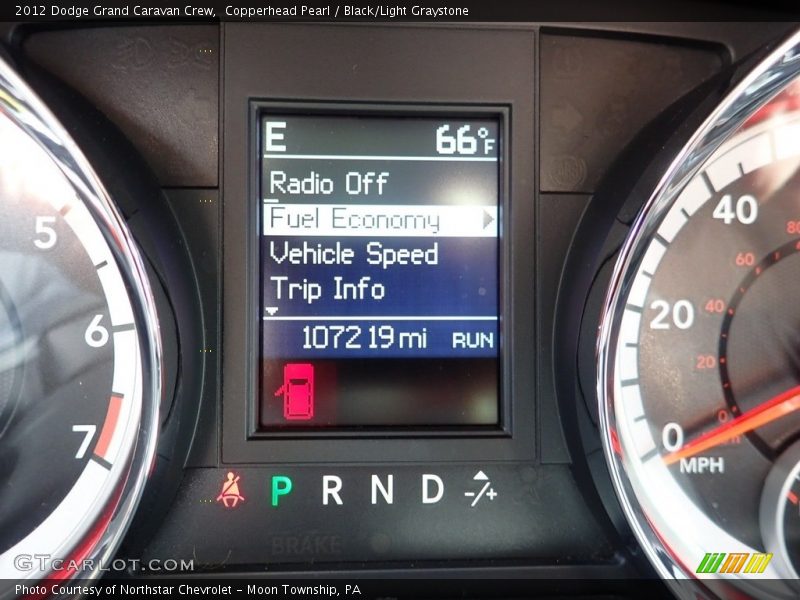 2012 Dodge Grand Caravan Crew,  Copperhead Pearl / Black/Light Graystone
E 66°F
Radio Off
Fuel Economy
Vehicle Speed
Trip Info
107219 mi RUN
5
6
7
40
20
0
MPH
80
60
40
20
0
P R N D -/+
BRAKE
GTCARLOT.COM
Photo Courtesy of Northstar Chevrolet - Moon Township, PA